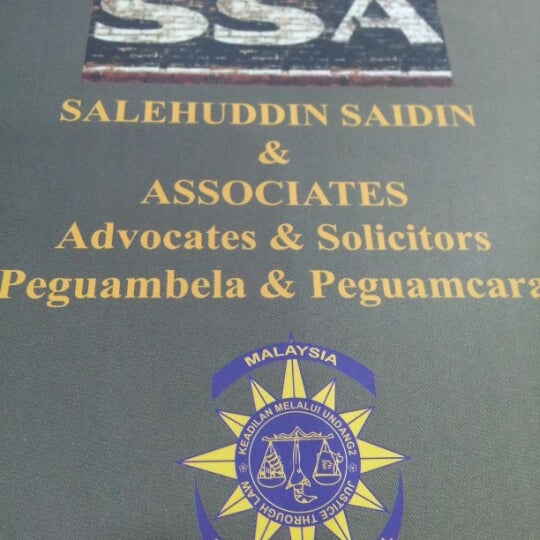 SSA
SALEHUDDIN SAIDIN
&
ASSOCIATES
Advocates & Solicitors
Peguambela & Peguamcara
MALAYSIA
KEADILAN MELALUI UNDANG2
JUSTICE THROUGH LAW